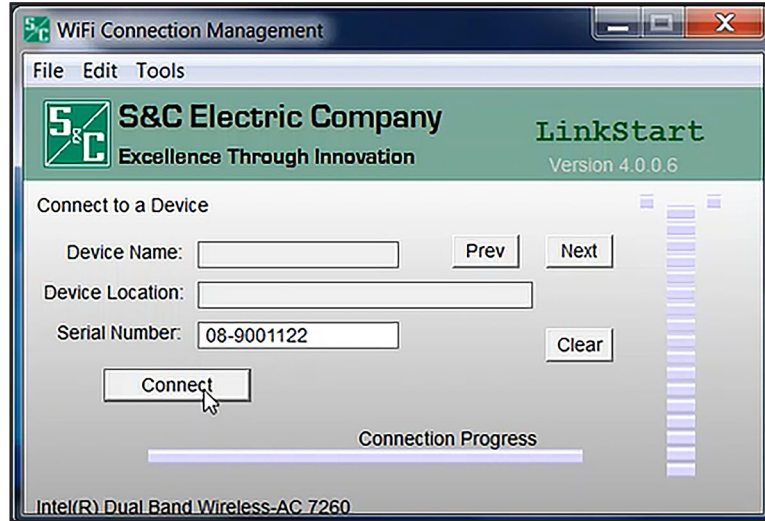 S&C WiFi Connection Management
File Edit Tools
S&C S&C Electric Company
Excellence Through Innovation
LinkStart
Version 4.0.0.6
Connect to a Device
Device Name: Prev Next
Device Location:
Serial Number: 08-9001122
Clear
Connect
Connection Progress
Intel(R) Dual Band Wireless-AC 7260